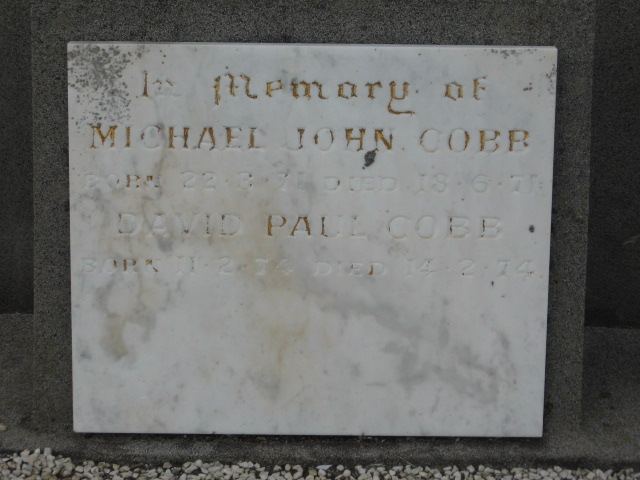 In Memory of
MICHAEL JOHN COBB
BORN 22·3·71 DIED 18·6·71
DAVID PAUL COBB
BORN 11·2·74 DIED 14·2·74